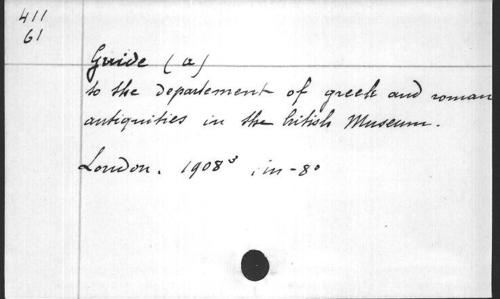 411
61
Guide (a)
to the departement of greek and roman
antiquities in the british Museum.
London. 1908³, in-8°